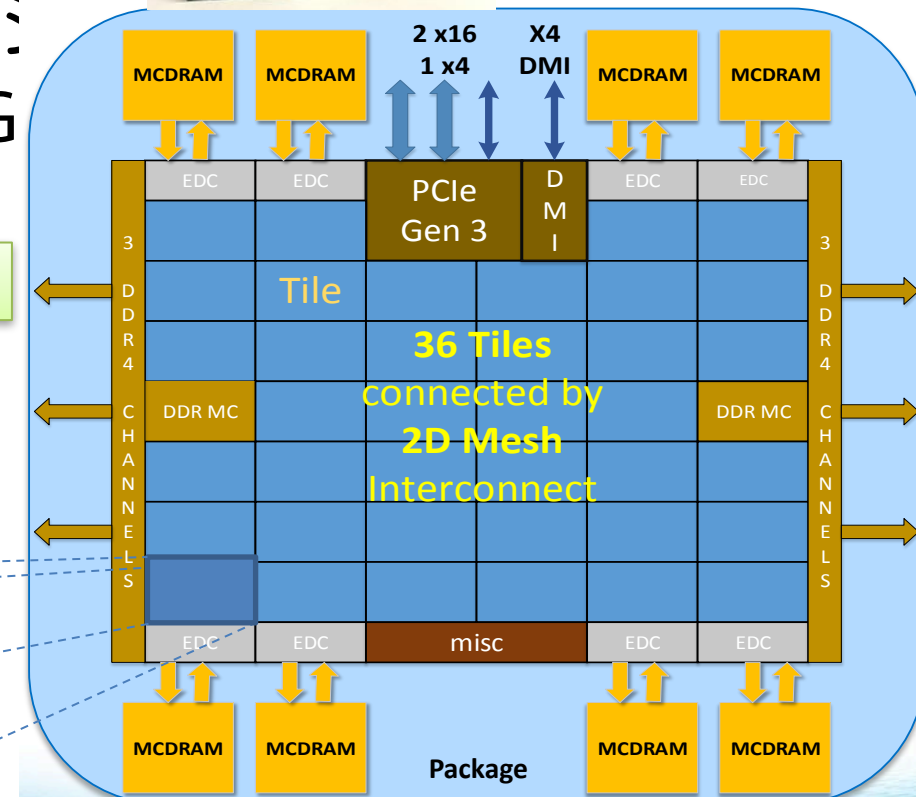 G
2 x16
1 x4
X4
DMI
MCDRAM
MCDRAM
MCDRAM
MCDRAM
EDC
EDC
PCIe
Gen 3
D
M
I
EDC
EDC
3
D
D
R
4
C
H
A
N
N
E
L
S
Tile
36 Tiles
connected by
2D Mesh
Interconnect
DDR MC
DDR MC
3
D
D
R
4
C
H
A
N
N
E
L
S
EDC
EDC
misc
EDC
EDC
MCDRAM
MCDRAM
MCDRAM
MCDRAM
Package